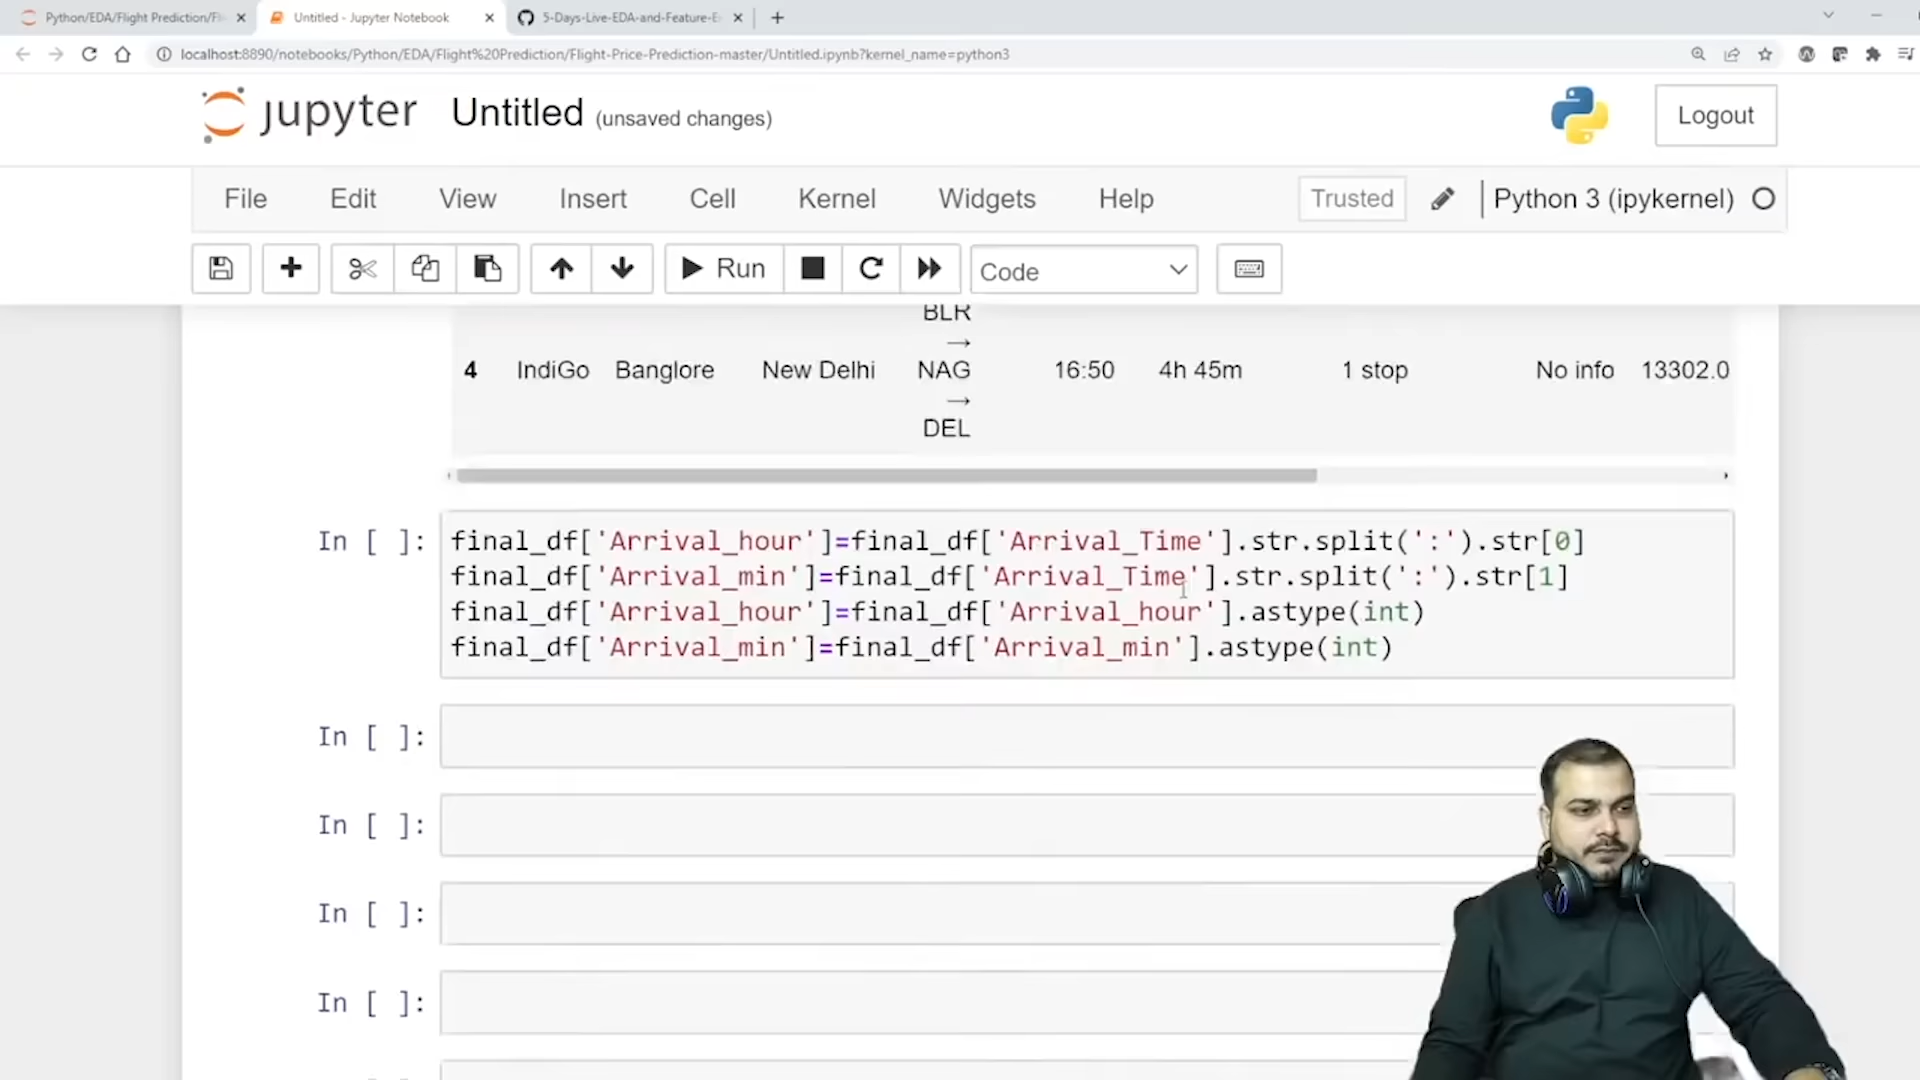 Python/EDA/Flight Prediction/Fli
Untitled - Jupyter Notebook
5-Days-Live-EDA-and-Feature-E
localhost:8890/notebooks/Python/EDA/Flight%20Prediction/Flight-Price-Prediction-master/Untitled.ipynb?kernel_name=python3
jupyter Untitled (unsaved changes)
Logout
File Edit View Insert Cell Kernel Widgets Help Trusted Python 3 (ipykernel)
Run Code
BLR
→
4 IndiGo Banglore New Delhi NAG 16:50 4h 45m 1 stop No info 13302.0
→
DEL
In [ ]: final_df['Arrival_hour']=final_df['Arrival_Time'].str.split(':').str[0]
final_df['Arrival_min']=final_df['Arrival_Time'].str.split(':').str[1]
final_df['Arrival_hour']=final_df['Arrival_hour'].astype(int)
final_df['Arrival_min']=final_df['Arrival_min'].astype(int)
In [ ]:
In [ ]:
In [ ]:
In [ ]: